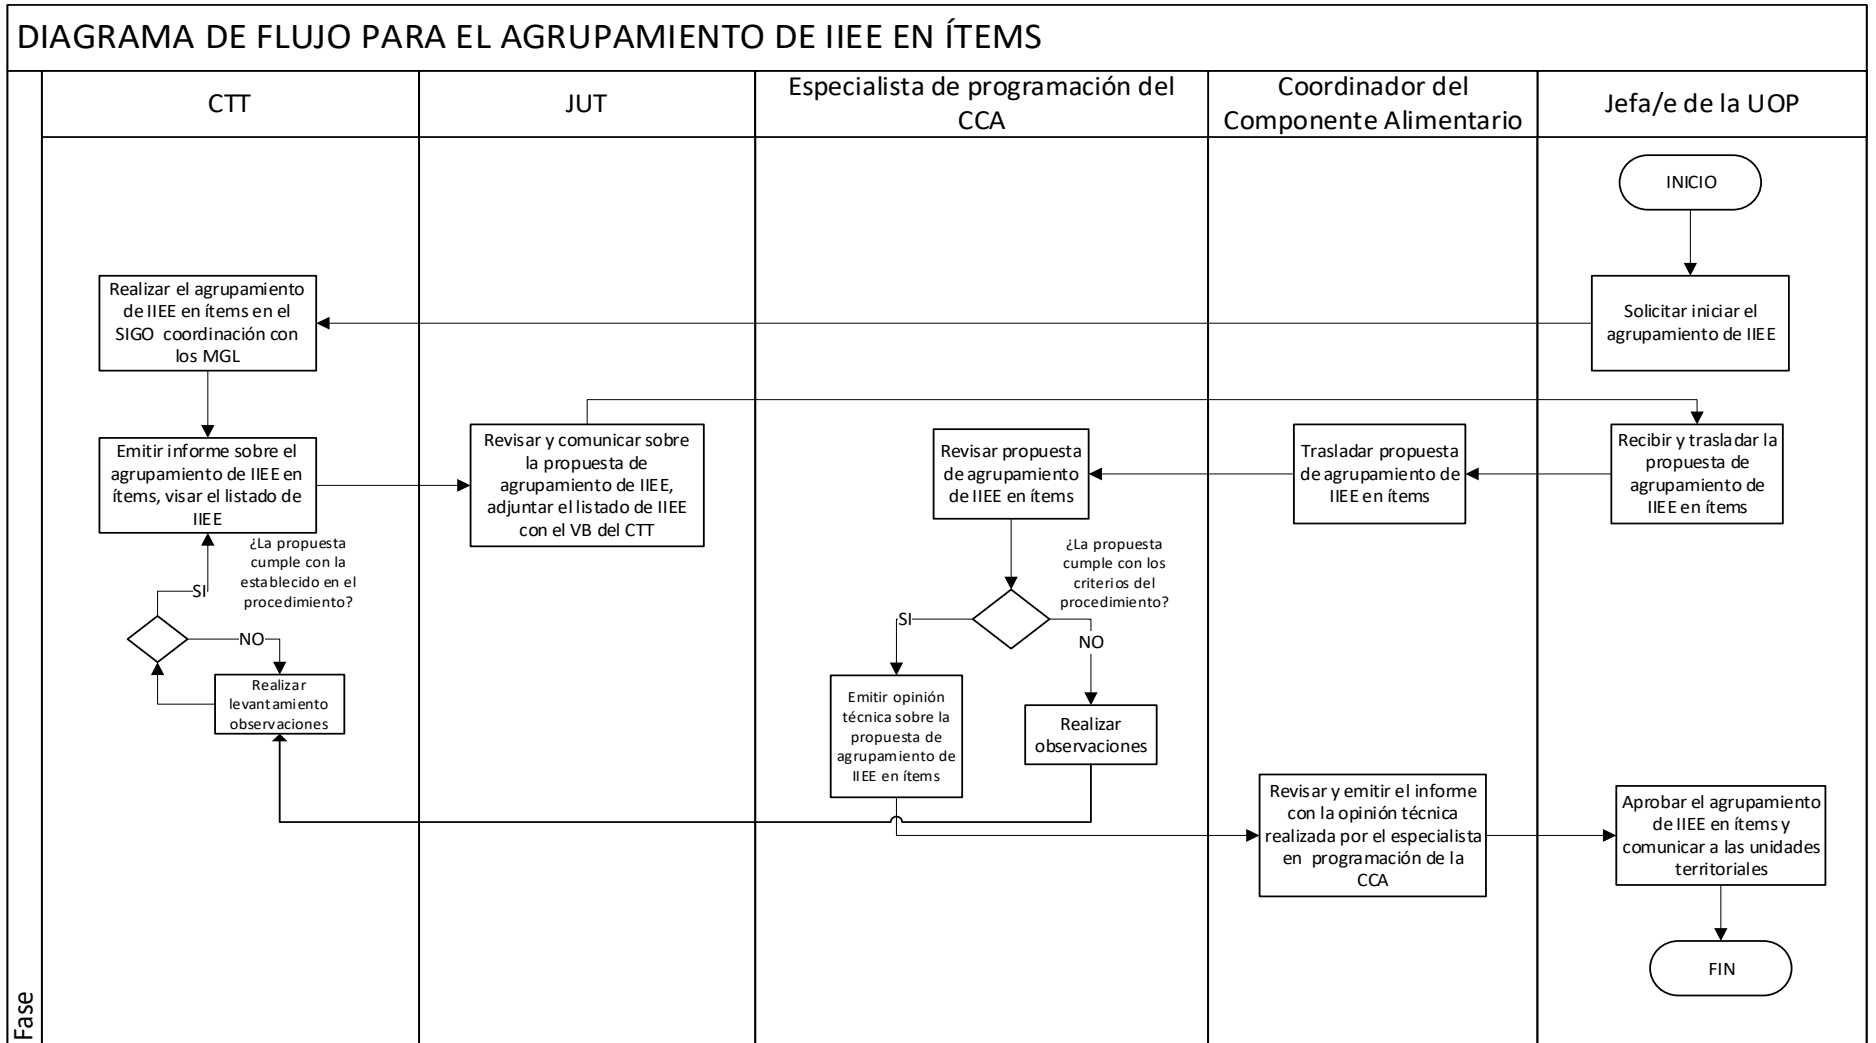 DIAGRAMA DE FLUJO PARA EL AGRUPAMIENTO DE IIEE EN ÍTEMS
Fase
CTT
JUT
Especialista de programación del
CCA
Coordinador del
Componente Alimentario
Jefa/e de la UOP
INICIO
Solicitar iniciar el
agrupamiento de IIEE
Realizar el agrupamiento
de IIEE en ítems en el
SIGO coordinación con
los MGL
Emitir informe sobre el
agrupamiento de IIEE en
ítems, visar el listado de
IIEE
Revisar y comunicar sobre
la propuesta de
agrupamiento de IIEE,
adjuntar el listado de IIEE
con el VB del CTT
Revisar propuesta
de agrupamiento
de IIEE en ítems
Trasladar propuesta
de agrupamiento de
IIEE en ítems
Recibir y trasladar la
propuesta de
agrupamiento de
IIEE en ítems
¿La propuesta
cumple con la
establecido en el
procedimiento?
SI
NO
Realizar
levantamiento
observaciones
¿La propuesta
cumple con los
criterios del
procedimiento?
SI
NO
Emitir opinión
técnica sobre la
propuesta de
agrupamiento de
IIEE en ítems
Realizar
observaciones
Revisar y emitir el informe
con la opinión técnica
realizada por el especialista
en programación de la
CCA
Aprobar el agrupamiento
de IIEE en ítems y
comunicar a las unidades
territoriales
FIN